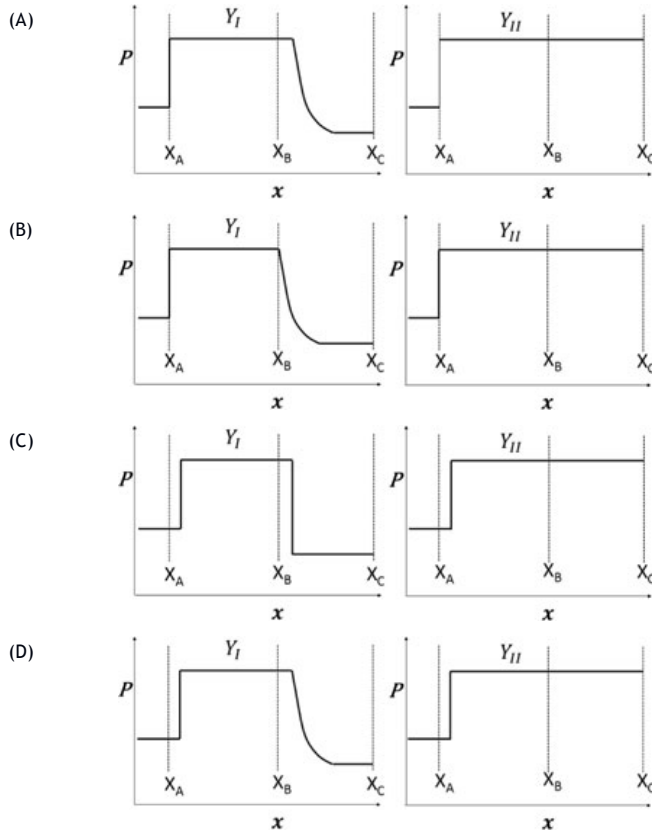 (A)
P Y_I X_A X_B X_C x
P Y_II X_A X_B X_C x
(B)
P Y_I X_A X_B X_C x
P Y_II X_A X_B X_C x
(C)
P Y_I X_A X_B X_C x
P Y_II X_A X_B X_C x
(D)
P Y_I X_A X_B X_C x
P Y_II X_A X_B X_C x